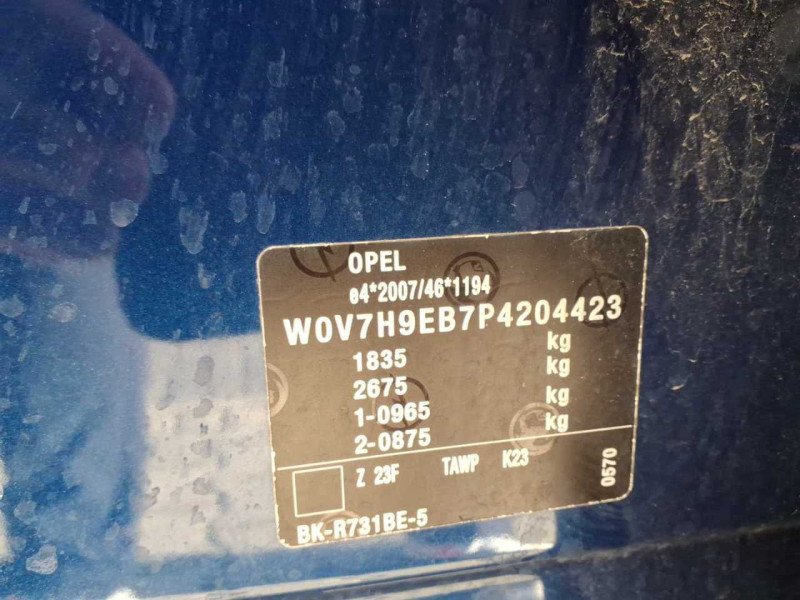 OPEL
e4*2007/46*1194
W0V7H9EB7P4204423
1835 kg
2675 kg
1-0965 kg
2-0875 kg
Z 23F TAWP K23
0570
BK-R731BE-5